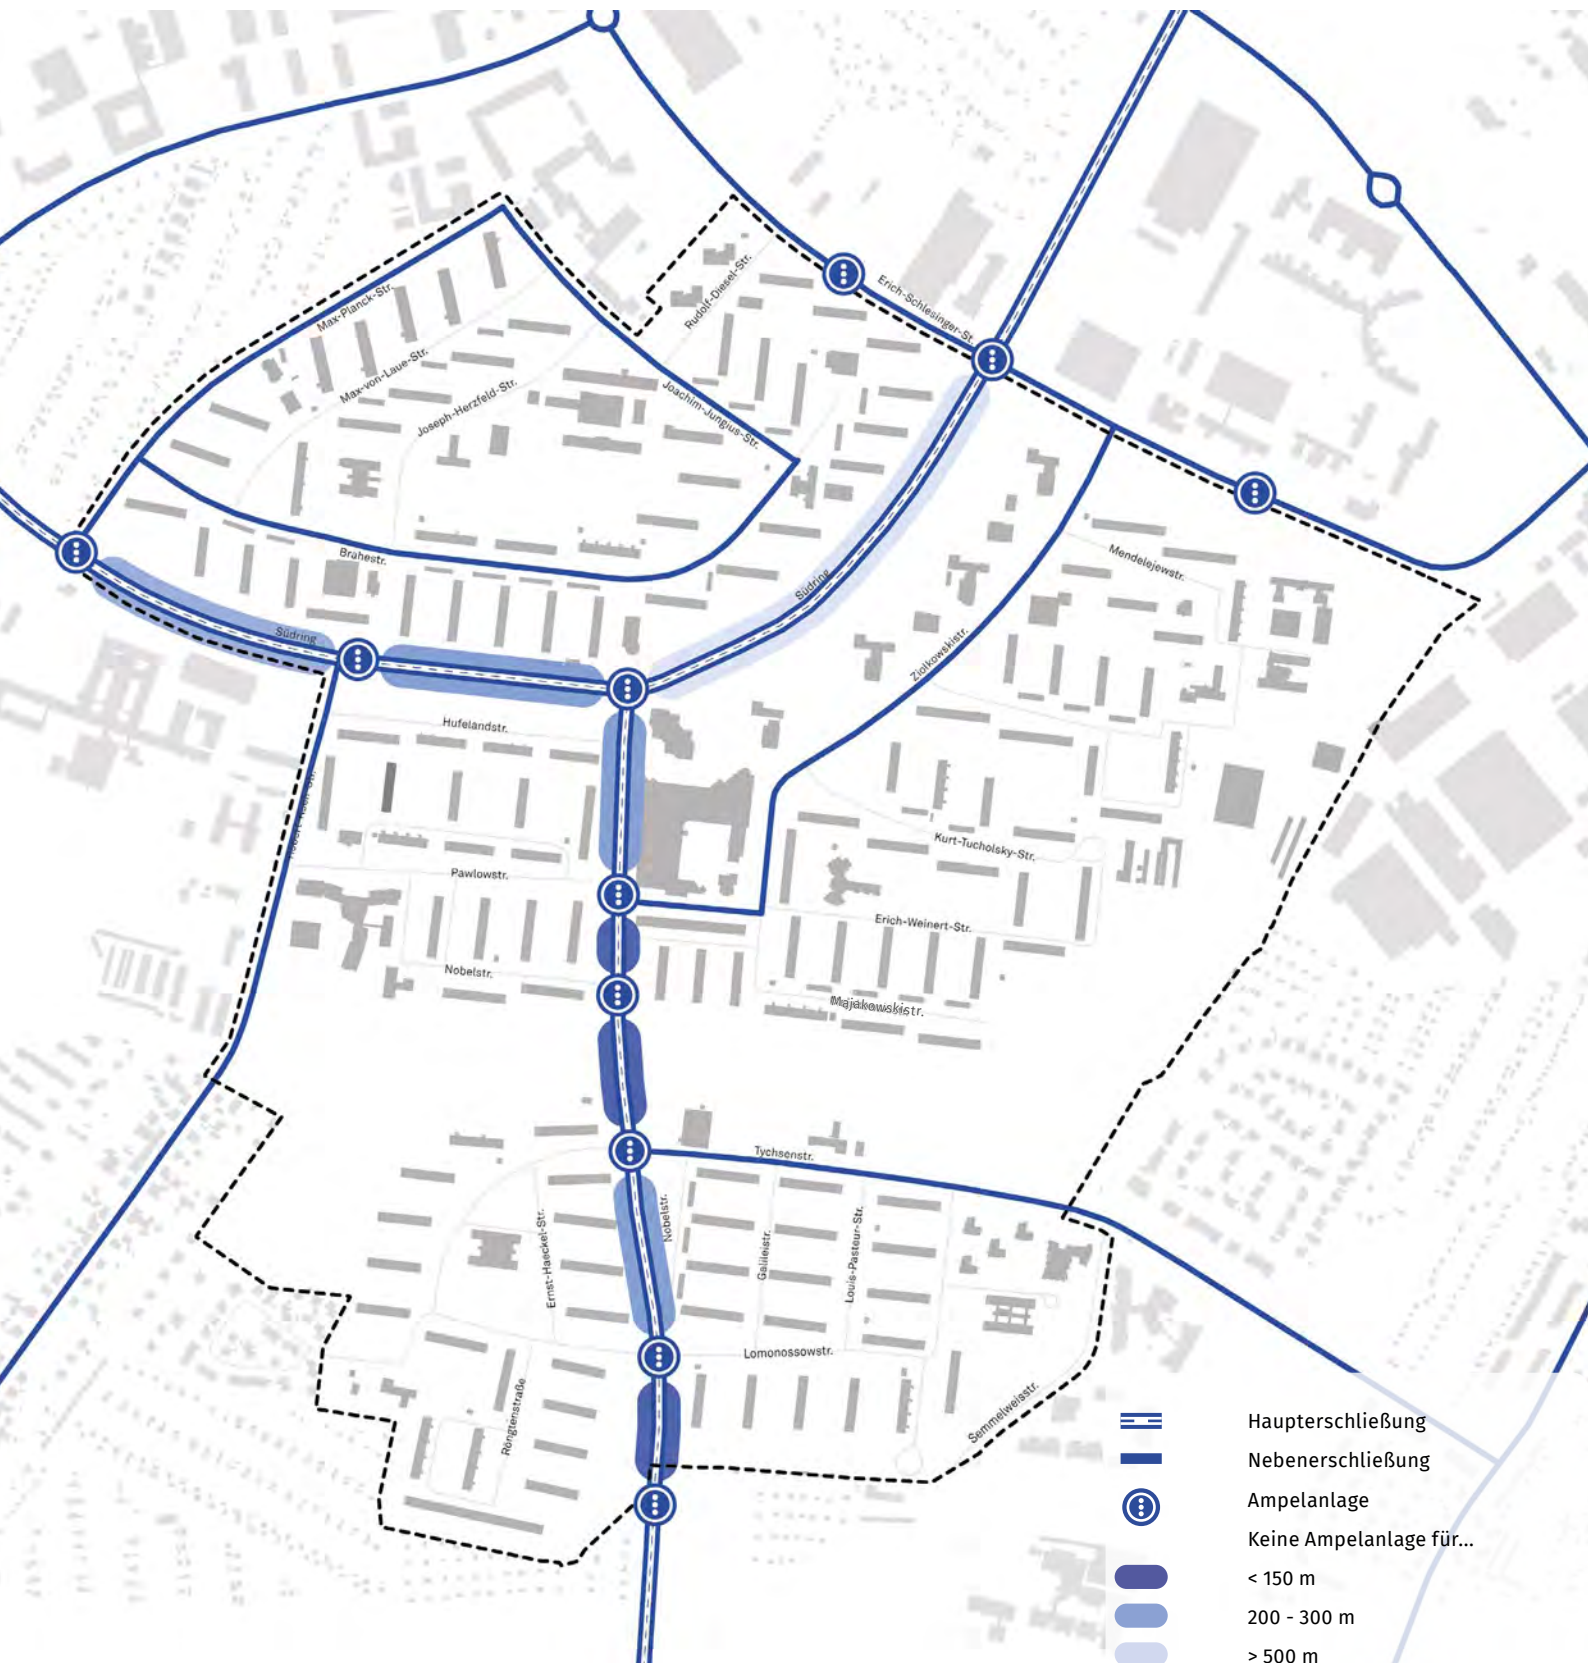 Erich-Schlesinger-St.
Rudolf-Diesel-Str.
Max-Planck-Str.
Max-von-Laue-Str.
Joseph-Herzfeld-Str.
Joachim-Jungius-Str.
Brahestr.
Mendelejewstr.
Südring
Südring
Ziolkowskistr.
Hufelandstr.
Kurt-Tucholsky-Str.
Pawlowstr.
Erich-Weinert-Str.
Nobelstr.
Majakowskistr.
Tychsenstr.
Nobelstr.
Ernst-Haeckel-Str.
Galileistr.
Louis-Pasteur-Str.
Lomonossowstr.
Röngtenstraße
Semmelweisstr.
Haupterschließung
Nebenerschließung
Ampelanlage
Keine Ampelanlage für...
< 150 m
200 - 300 m
> 500 m